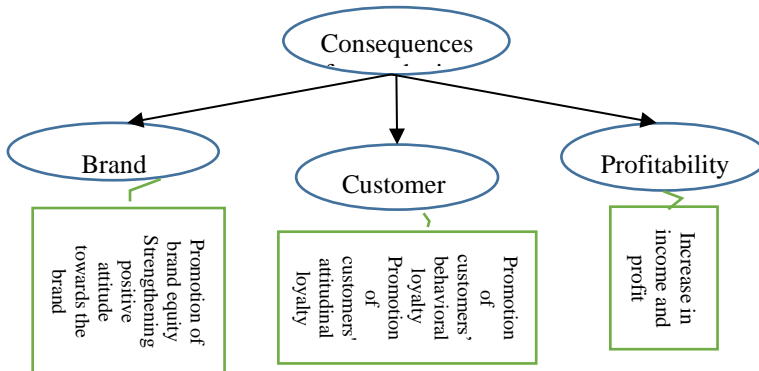 Consequences
Brand
Customer
Profitability
Promotion of
brand equity
Strengthening
positive
attitude
towards the
brand
Promotion
of
customers'
behavioral
loyalty
Promotion
of
customers'
attitudinal
loyalty
Increase in
income and
profit